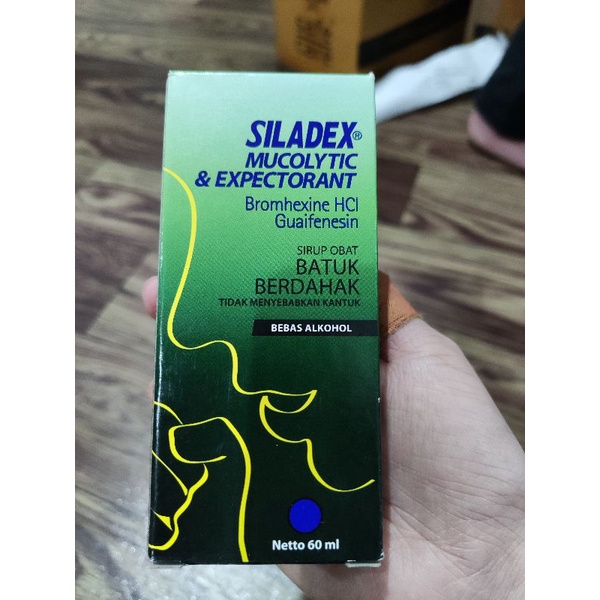 SILADEX®
MUCOLYTIC
& EXPECTORANT
Bromhexine HCl
Guaifenesin
SIRUP OBAT
BATUK
BERDAHAK
TIDAK MENYEBABKAN KANTUK
BEBAS ALKOHOL
Netto 60 ml